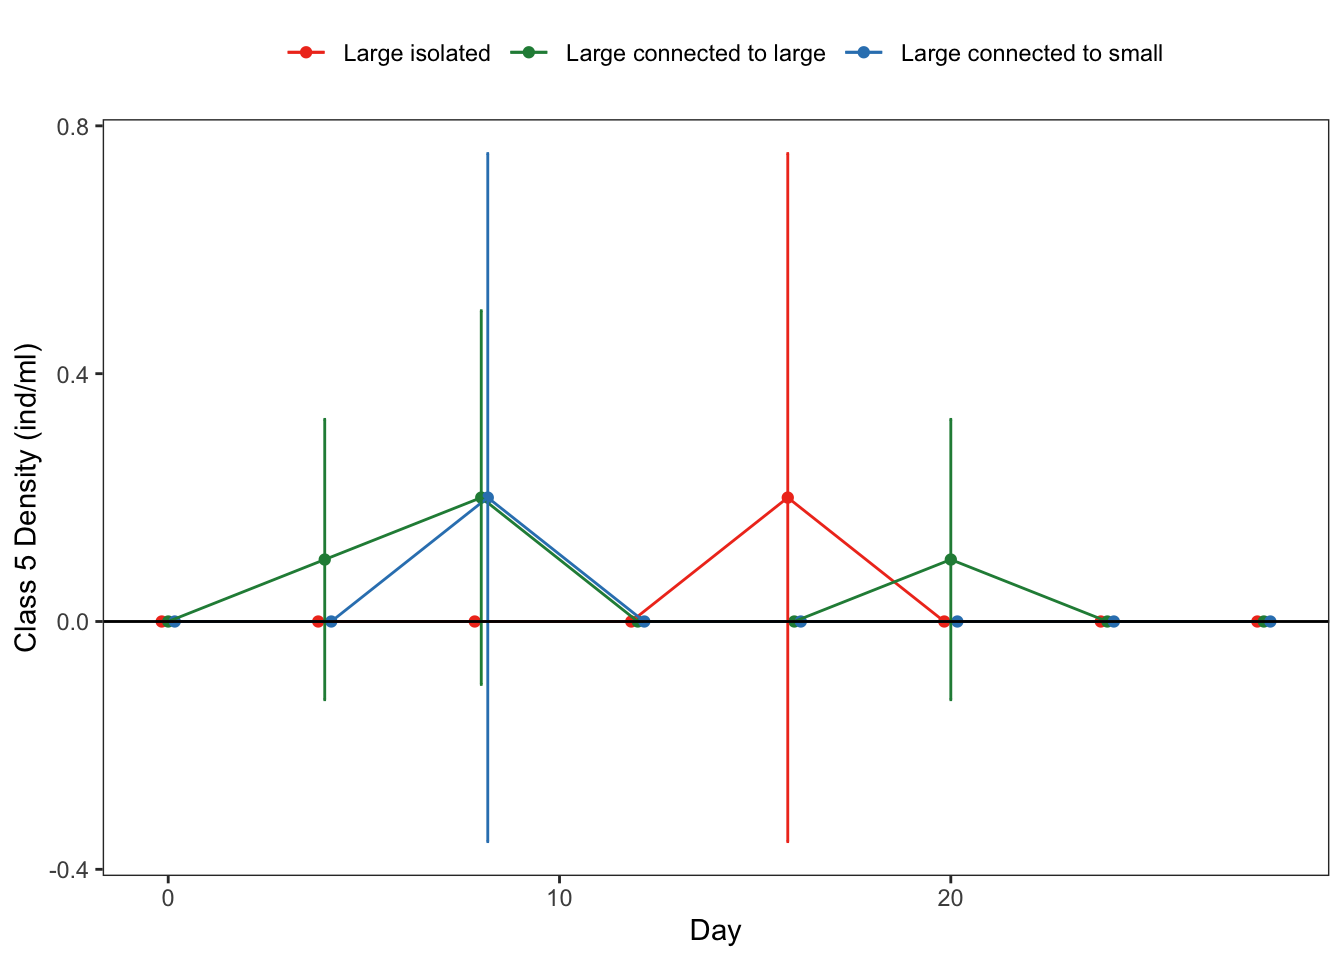 Large isolated Large connected to large Large connected to small
0.8
0.4
0.0
-0.4
Class 5 Density (ind/ml)
0 10 20
Day